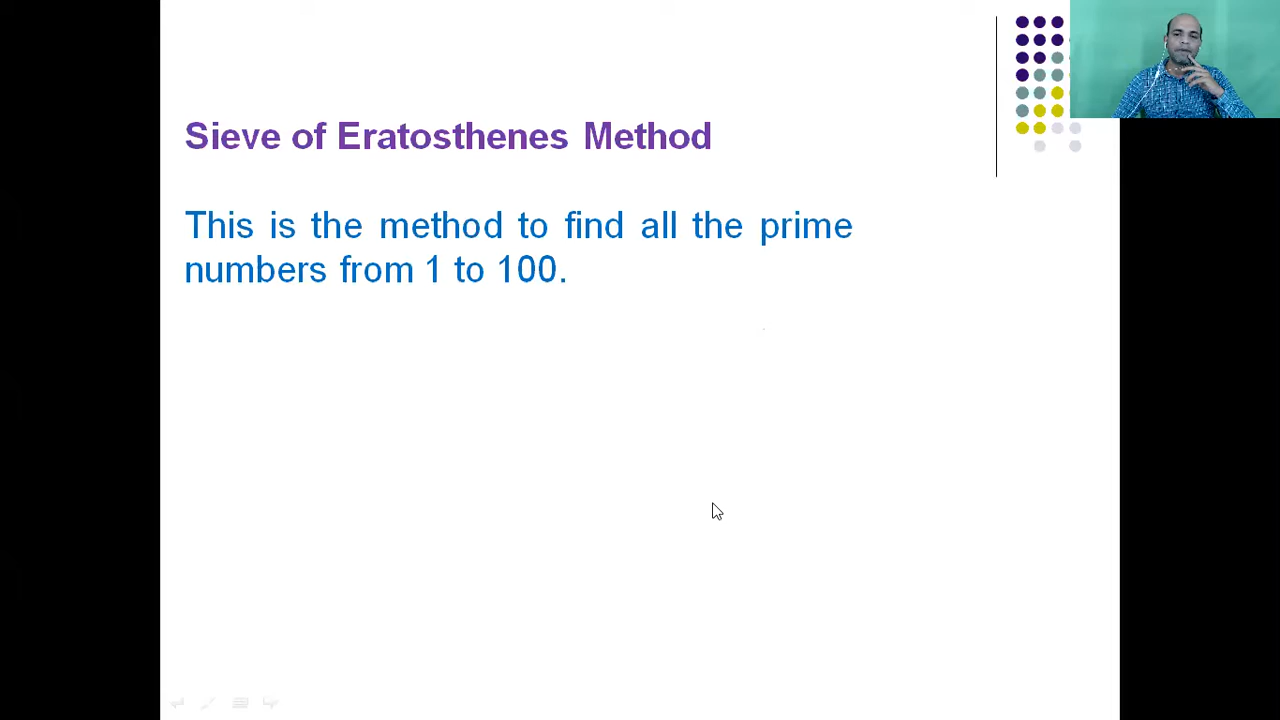 Sieve of Eratosthenes Method
This is the method to find all the prime
numbers from 1 to 100.